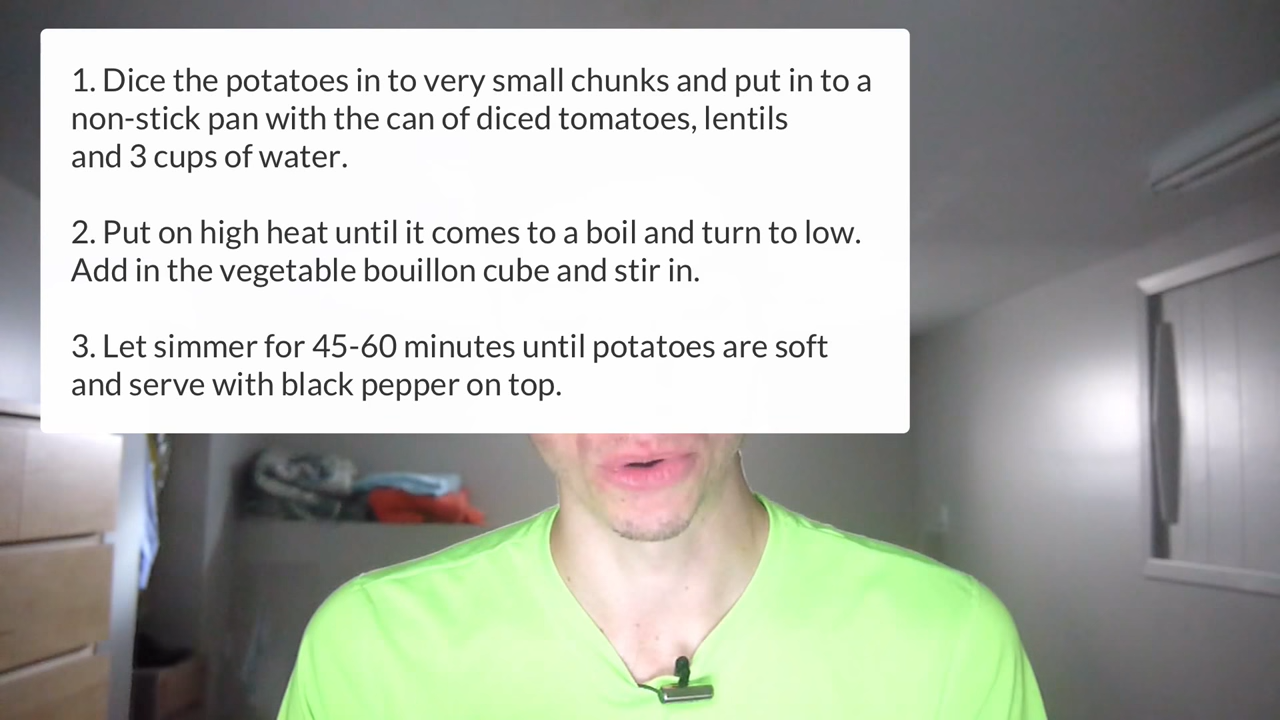 1. Dice the potatoes in to very small chunks and put in to a
non-stick pan with the can of diced tomatoes, lentils
and 3 cups of water.
2. Put on high heat until it comes to a boil and turn to low.
Add in the vegetable bouillon cube and stir in.
3. Let simmer for 45-60 minutes until potatoes are soft
and serve with black pepper on top.